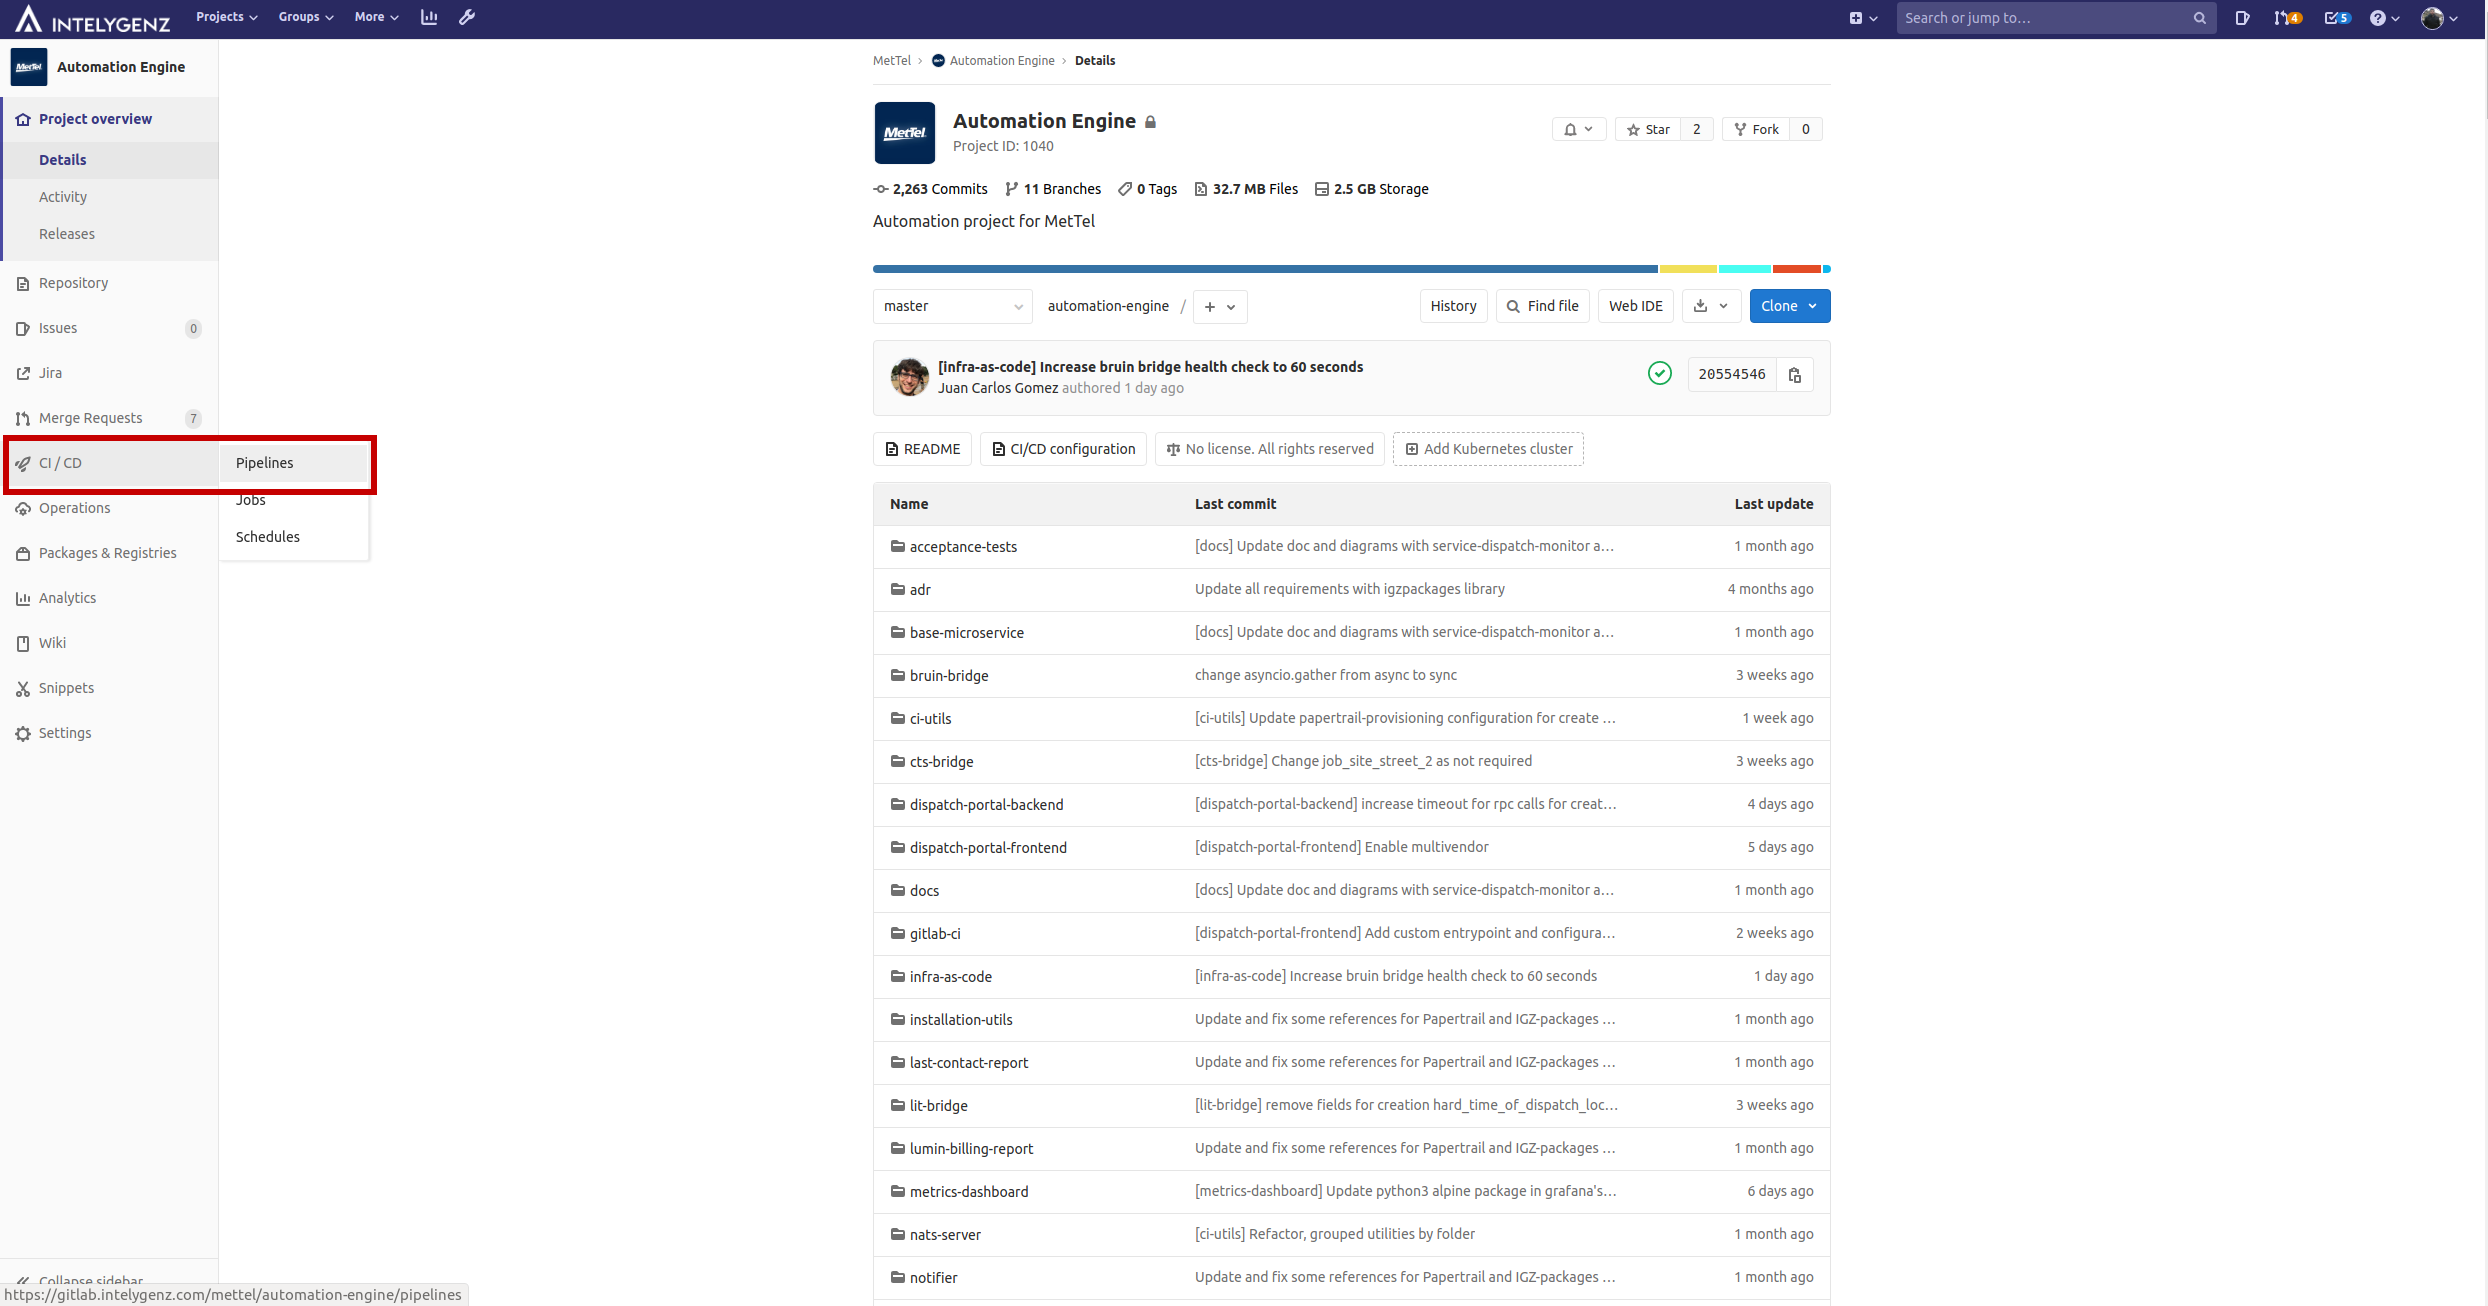 INTELYGENZ Projects Groups More Search or jump to... 4 5
MetTel Automation Engine
Project overview
Details
Activity
Releases
Repository
Issues 0
Jira
Merge Requests 7
CI / CD
Pipelines
Jobs
Schedules
Operations
Packages & Registries
Analytics
Wiki
Snippets
Settings
Collapse sidebar
https://gitlab.intelygenz.com/mettel/automation-engine/pipelines
MetTel › Automation Engine › Details
MetTel
Automation Engine
Project ID: 1040
Star 2 Fork 0
2,263 Commits 11 Branches 0 Tags 32.7 MB Files 2.5 GB Storage
Automation project for MetTel
master automation-engine / + History Find file Web IDE Clone
[infra-as-code] Increase bruin bridge health check to 60 seconds
Juan Carlos Gomez authored 1 day ago
20554546
README CI/CD configuration No license. All rights reserved Add Kubernetes cluster
Name Last commit Last update
acceptance-tests [docs] Update doc and diagrams with service-dispatch-monitor a... 1 month ago
adr Update all requirements with igzpackages library 4 months ago
base-microservice [docs] Update doc and diagrams with service-dispatch-monitor a... 1 month ago
bruin-bridge change asyncio.gather from async to sync 3 weeks ago
ci-utils [ci-utils] Update papertrail-provisioning configuration for create ... 1 week ago
cts-bridge [cts-bridge] Change job_site_street_2 as not required 3 weeks ago
dispatch-portal-backend [dispatch-portal-backend] increase timeout for rpc calls for creat... 4 days ago
dispatch-portal-frontend [dispatch-portal-frontend] Enable multivendor 5 days ago
docs [docs] Update doc and diagrams with service-dispatch-monitor a... 1 month ago
gitlab-ci [dispatch-portal-frontend] Add custom entrypoint and configura... 2 weeks ago
infra-as-code [infra-as-code] Increase bruin bridge health check to 60 seconds 1 day ago
installation-utils Update and fix some references for Papertrail and IGZ-packages ... 1 month ago
last-contact-report Update and fix some references for Papertrail and IGZ-packages ... 1 month ago
lit-bridge [lit-bridge] remove fields for creation hard_time_of_dispatch_loc... 3 weeks ago
lumin-billing-report Update and fix some references for Papertrail and IGZ-packages ... 1 month ago
metrics-dashboard [metrics-dashboard] Update python3 alpine package in grafana's... 6 days ago
nats-server [ci-utils] Refactor, grouped utilities by folder 1 month ago
notifier Update and fix some references for Papertrail and IGZ-packages ... 1 month ago